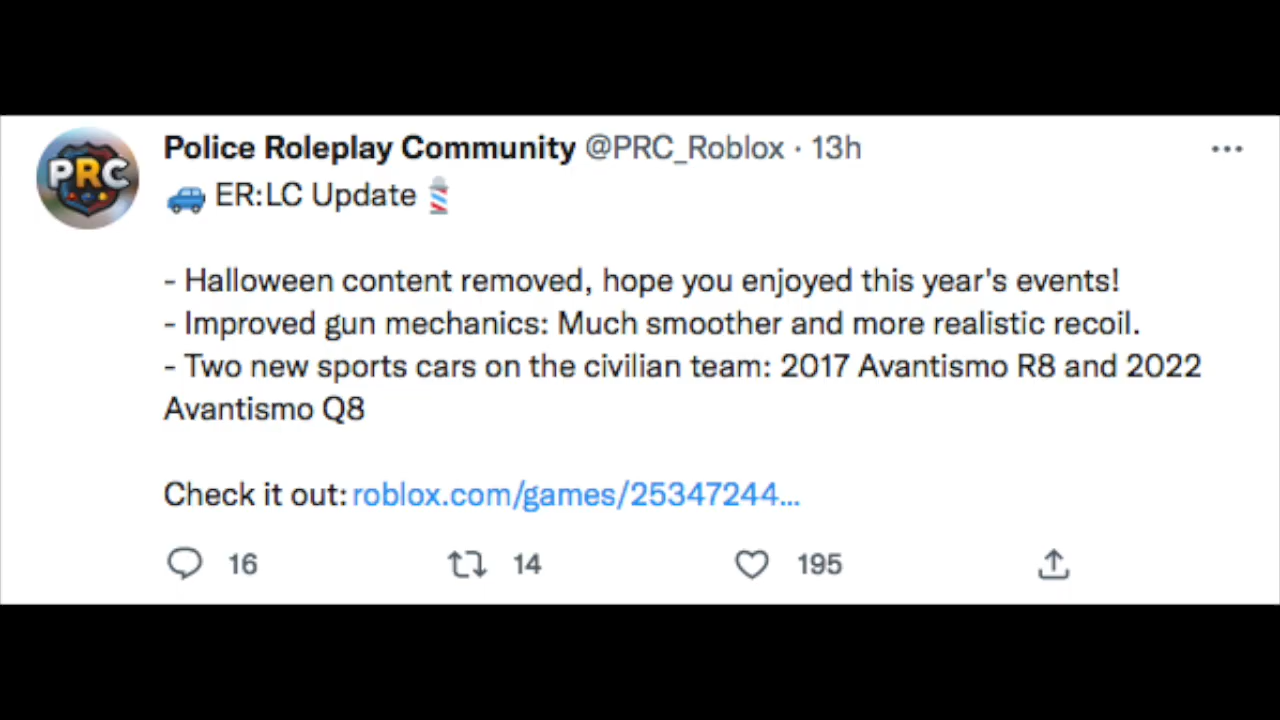 PRC
Police Roleplay Community @PRC_Roblox · 13h
🚙 ER:LC Update 💈
- Halloween content removed, hope you enjoyed this year's events!
- Improved gun mechanics: Much smoother and more realistic recoil.
- Two new sports cars on the civilian team: 2017 Avantismo R8 and 2022
Avantismo Q8
Check it out: roblox.com/games/25347244...
16 14 195